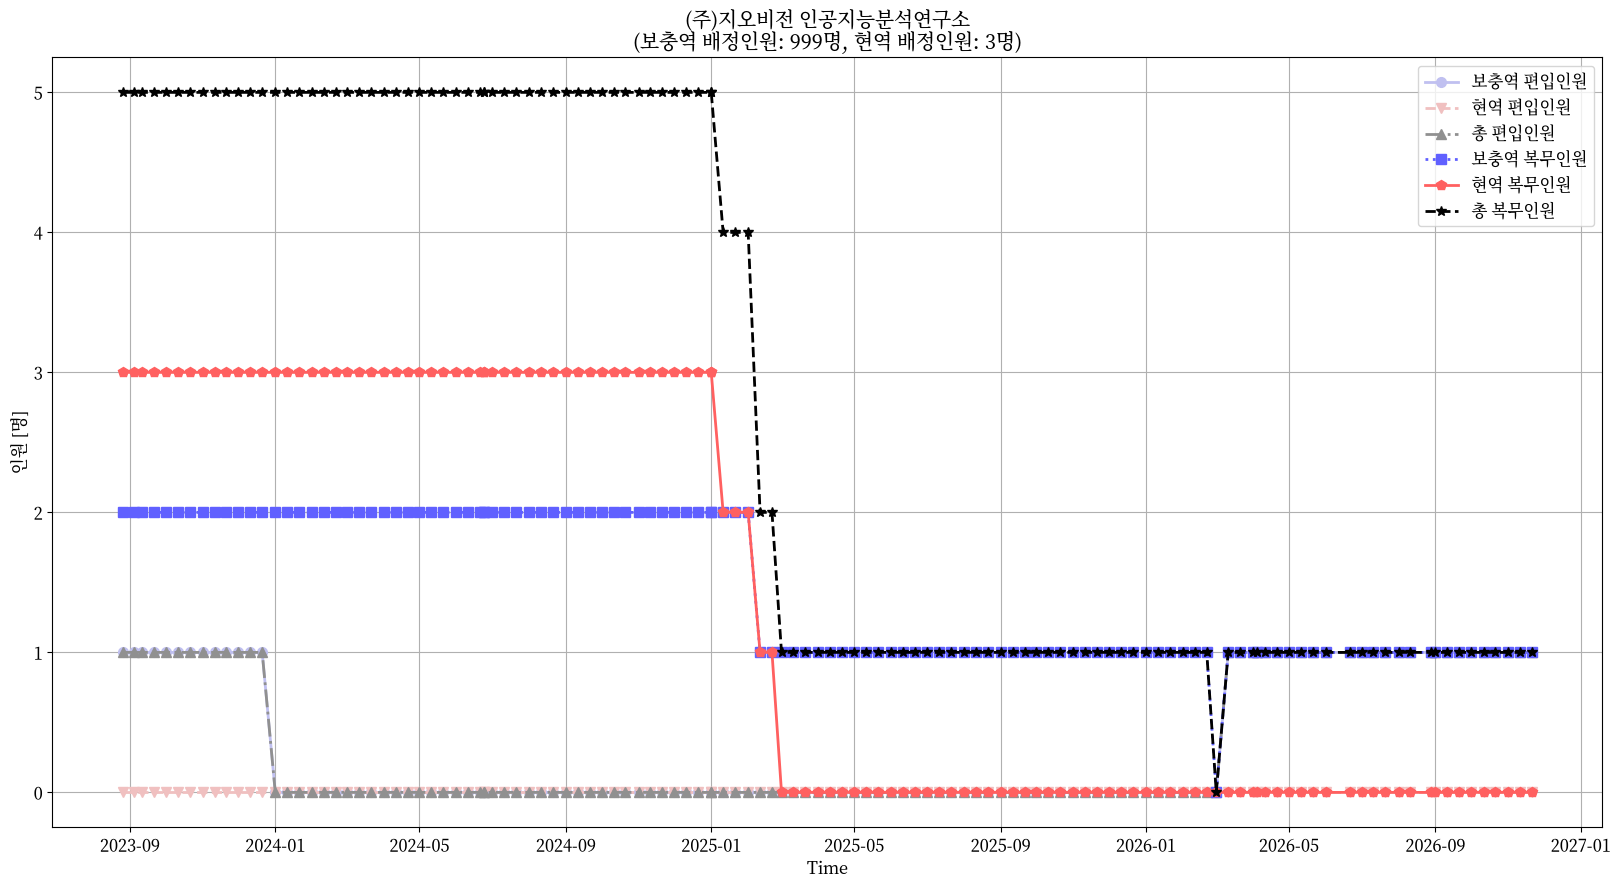 (주)지오비전 인공지능분석연구소
(보충역 배정인원: 999명, 현역 배정인원: 3명)
보충역 편입인원
현역 편입인원
총 편입인원
보충역 복무인원
현역 복무인원
총 복무인원
인원 [명]
5
4
3
2
1
0
2023-09 2024-01 2024-05 2024-09 2025-01 2025-05 2025-09 2026-01 2026-05 2026-09 2027-01
Time